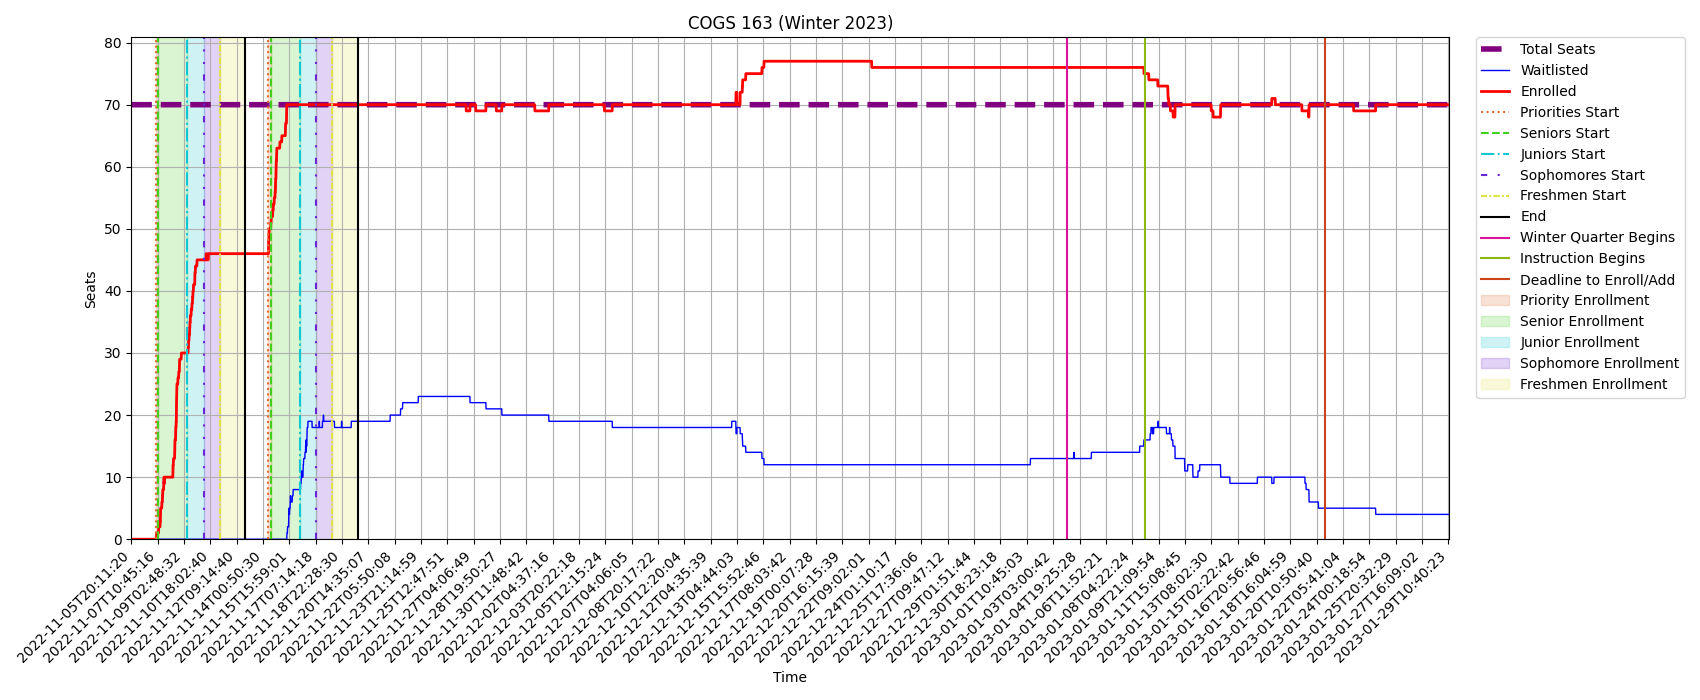 COGS 163 (Winter 2023)
Seats
80
70
60
50
40
30
20
10
0
2022-11-05T20:11:20
2022-11-07T10:45:16
2022-11-09T02:48:32
2022-11-10T18:02:40
2022-11-12T09:14:40
2022-11-14T00:50:30
2022-11-15T15:59:01
2022-11-17T07:14:18
2022-11-18T22:28:30
2022-11-20T14:35:07
2022-11-22T05:50:08
2022-11-23T21:14:59
2022-11-25T12:47:51
2022-11-27T04:06:49
2022-11-28T19:50:27
2022-11-30T11:48:42
2022-12-02T04:37:16
2022-12-03T20:22:18
2022-12-05T12:15:24
2022-12-07T04:06:05
2022-12-08T20:17:22
2022-12-10T12:20:04
2022-12-12T04:35:39
2022-12-13T04:44:03
2022-12-15T15:52:46
2022-12-17T08:03:42
2022-12-19T00:07:28
2022-12-20T16:15:39
2022-12-22T09:02:01
2022-12-24T01:10:17
2022-12-25T17:36:06
2022-12-27T09:47:12
2022-12-29T01:51:44
2022-12-30T18:23:18
2023-01-01T10:45:03
2023-01-03T03:00:42
2023-01-04T19:25:28
2023-01-06T11:52:21
2023-01-08T04:22:24
2023-01-09T21:09:54
2023-01-11T15:08:45
2023-01-13T08:02:30
2023-01-15T02:22:42
2023-01-16T20:56:46
2023-01-18T16:04:59
2023-01-20T10:50:40
2023-01-22T05:41:04
2023-01-24T00:18:54
2023-01-25T20:32:29
2023-01-27T16:09:02
2023-01-29T10:40:23
Time
Total Seats
Waitlisted
Enrolled
Priorities Start
Seniors Start
Juniors Start
Sophomores Start
Freshmen Start
End
Winter Quarter Begins
Instruction Begins
Deadline to Enroll/Add
Priority Enrollment
Senior Enrollment
Junior Enrollment
Sophomore Enrollment
Freshmen Enrollment